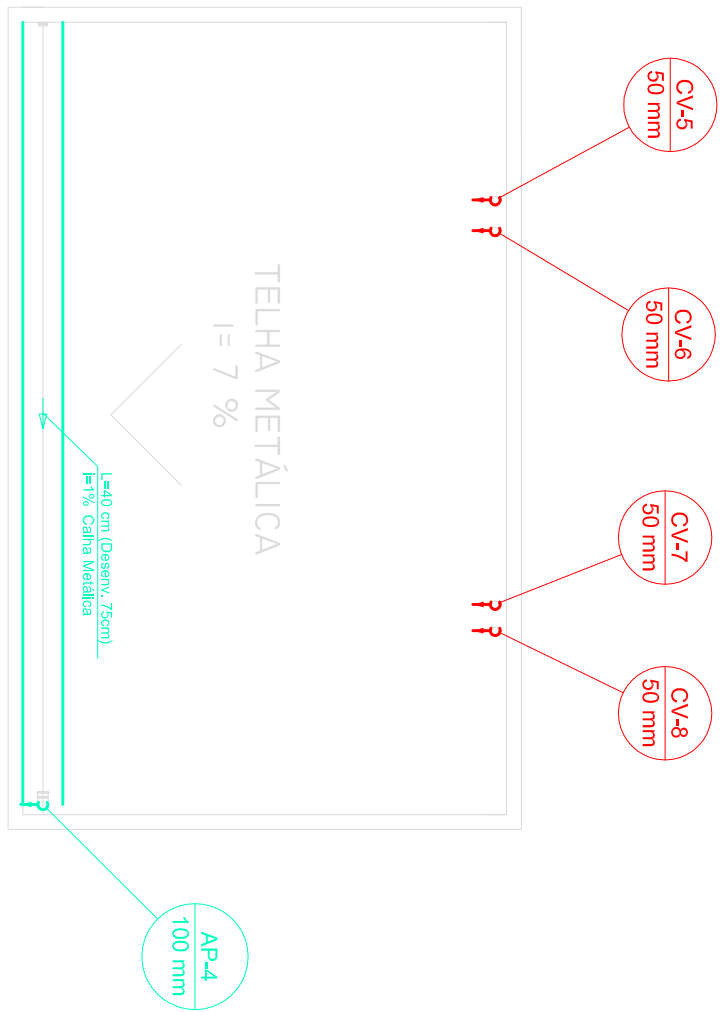 CV-5
50 mm
CV-6
50 mm
CV-7
50 mm
CV-8
50 mm
TELHA METÁLICA
I= 7 %
L=40 cm (Desenv. 75cm)
i=1% Calha Metálica
AP-4
100 mm